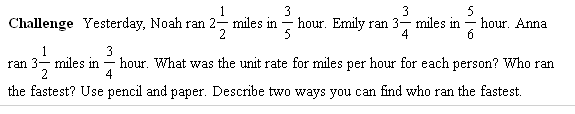 Challenge Yesterday, Noah ran 2 1/2 miles in 3/5 hour. Emily ran 3 3/4 miles in 5/6 hour. Anna
ran 3 1/2 miles in 3/4 hour. What was the unit rate for miles per hour for each person? Who ran
the fastest? Use pencil and paper. Describe two ways you can find who ran the fastest.